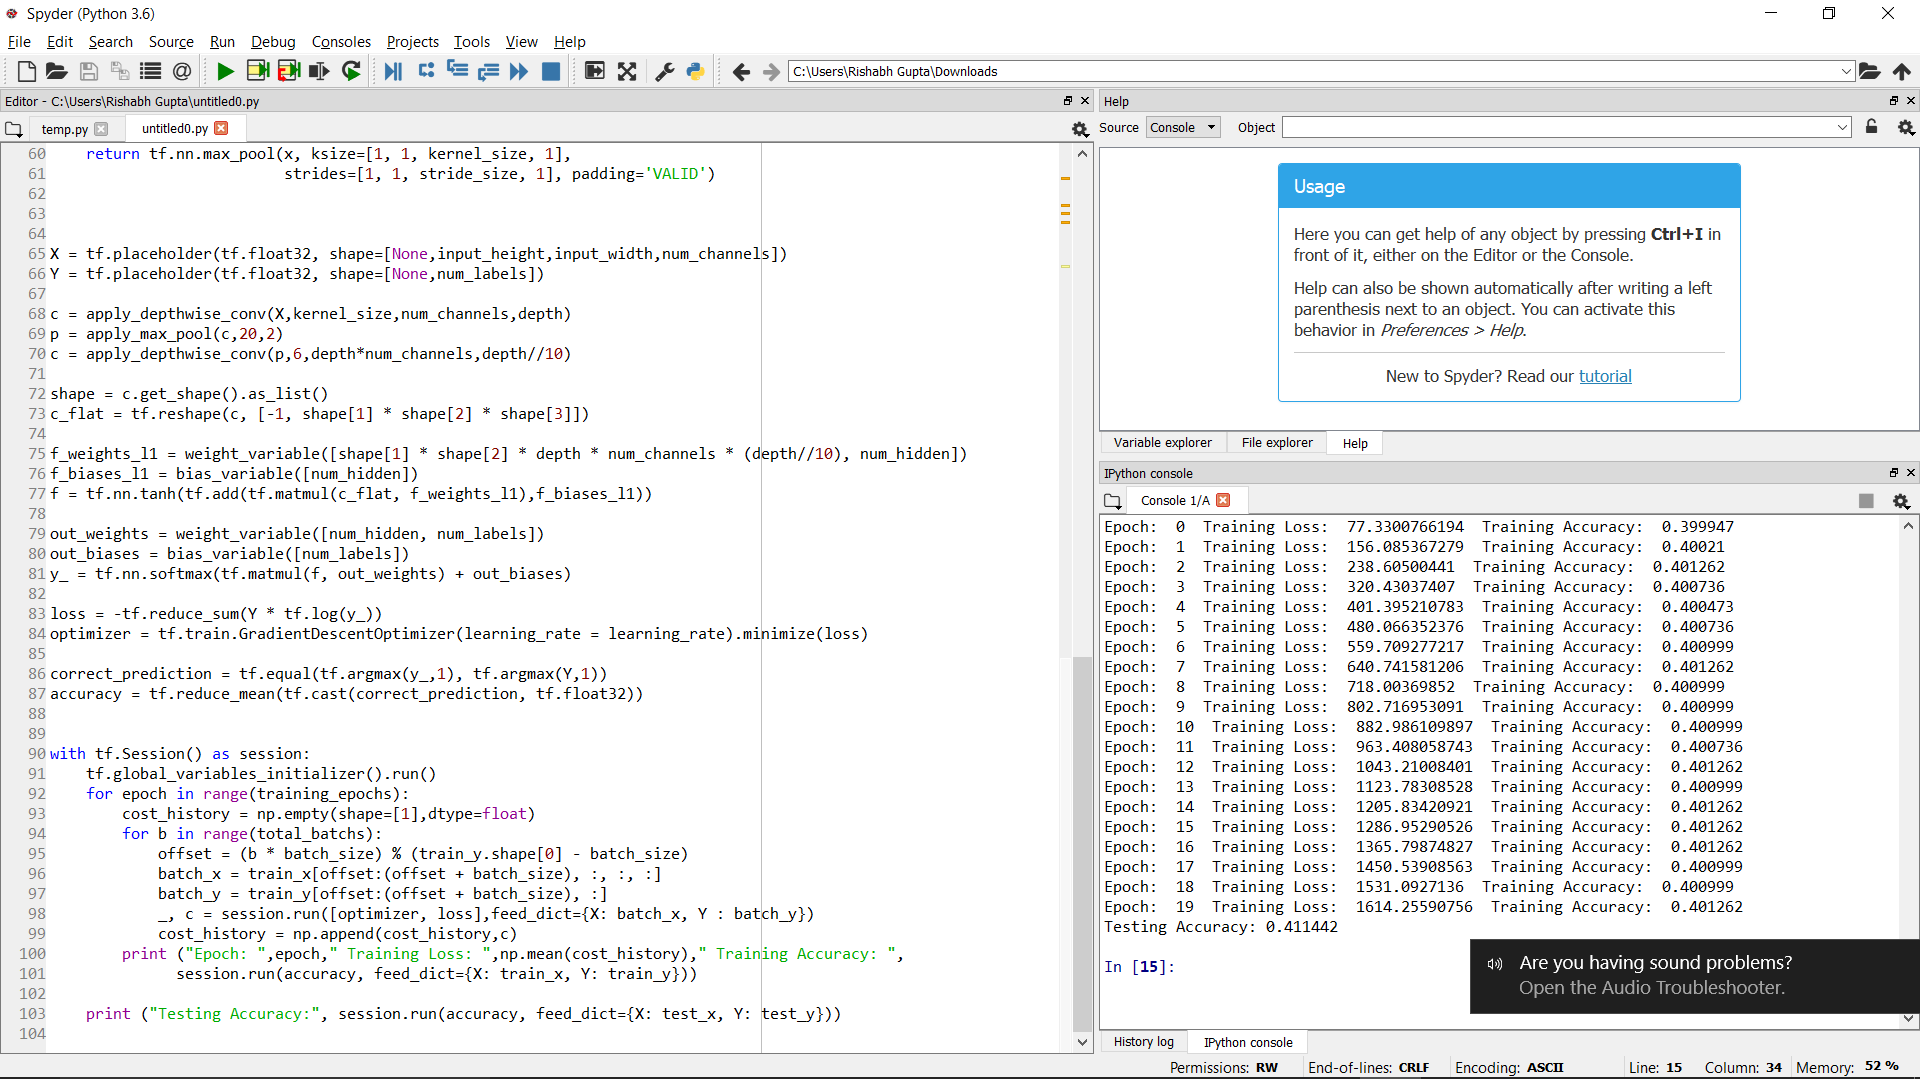 Spyder (Python 3.6)
File Edit Search Source Run Debug Consoles Projects Tools View Help
C:\Users\Rishabh Gupta\Downloads
Editor - C:\Users\Rishabh Gupta\untitled0.py
temp.py untitled0.py
60     return tf.nn.max_pool(x, ksize=[1, 1, kernel_size, 1],
61                           strides=[1, 1, stride_size, 1], padding='VALID')
62
63
64
65 X = tf.placeholder(tf.float32, shape=[None,input_height,input_width,num_channels])
66 Y = tf.placeholder(tf.float32, shape=[None,num_labels])
67
68 c = apply_depthwise_conv(X,kernel_size,num_channels,depth)
69 p = apply_max_pool(c,20,2)
70 c = apply_depthwise_conv(p,6,depth*num_channels,depth//10)
71
72 shape = c.get_shape().as_list()
73 c_flat = tf.reshape(c, [-1, shape[1] * shape[2] * shape[3]])
74
75 f_weights_l1 = weight_variable([shape[1] * shape[2] * depth * num_channels * (depth//10), num_hidden])
76 f_biases_l1 = bias_variable([num_hidden])
77 f = tf.nn.tanh(tf.add(tf.matmul(c_flat, f_weights_l1),f_biases_l1))
78
79 out_weights = weight_variable([num_hidden, num_labels])
80 out_biases = bias_variable([num_labels])
81 y_ = tf.nn.softmax(tf.matmul(f, out_weights) + out_biases)
82
83 loss = -tf.reduce_sum(Y * tf.log(y_))
84 optimizer = tf.train.GradientDescentOptimizer(learning_rate = learning_rate).minimize(loss)
85
86 correct_prediction = tf.equal(tf.argmax(y_,1), tf.argmax(Y,1))
87 accuracy = tf.reduce_mean(tf.cast(correct_prediction, tf.float32))
88
89
90 with tf.Session() as session:
91     tf.global_variables_initializer().run()
92     for epoch in range(training_epochs):
93         cost_history = np.empty(shape=[1],dtype=float)
94         for b in range(total_batchs):
95             offset = (b * batch_size) % (train_y.shape[0] - batch_size)
96             batch_x = train_x[offset:(offset + batch_size), :, :, :]
97             batch_y = train_y[offset:(offset + batch_size), :]
98             _, c = session.run([optimizer, loss],feed_dict={X: batch_x, Y : batch_y})
99             cost_history = np.append(cost_history,c)
100         print ("Epoch: ",epoch," Training Loss: ",np.mean(cost_history)," Training Accuracy: ",
101               session.run(accuracy, feed_dict={X: train_x, Y: train_y}))
102
103     print ("Testing Accuracy:", session.run(accuracy, feed_dict={X: test_x, Y: test_y}))
104
Help
Source Console Object
Usage
Here you can get help of any object by pressing Ctrl+I in
front of it, either on the Editor or the Console.
Help can also be shown automatically after writing a left
parenthesis next to an object. You can activate this
behavior in Preferences > Help.
New to Spyder? Read our tutorial
Variable explorer File explorer Help
IPython console
Console 1/A
Epoch:  0  Training Loss:  77.3300766194  Training Accuracy:  0.399947
Epoch:  1  Training Loss:  156.085367279  Training Accuracy:  0.40021
Epoch:  2  Training Loss:  238.60500441  Training Accuracy:  0.401262
Epoch:  3  Training Loss:  320.43037407  Training Accuracy:  0.400736
Epoch:  4  Training Loss:  401.395210783  Training Accuracy:  0.400473
Epoch:  5  Training Loss:  480.066352376  Training Accuracy:  0.400736
Epoch:  6  Training Loss:  559.709277217  Training Accuracy:  0.400999
Epoch:  7  Training Loss:  640.741581206  Training Accuracy:  0.401262
Epoch:  8  Training Loss:  718.00369852  Training Accuracy:  0.400999
Epoch:  9  Training Loss:  802.716953091  Training Accuracy:  0.400999
Epoch:  10  Training Loss:  882.986109897  Training Accuracy:  0.400999
Epoch:  11  Training Loss:  963.408058743  Training Accuracy:  0.400736
Epoch:  12  Training Loss:  1043.21008401  Training Accuracy:  0.401262
Epoch:  13  Training Loss:  1123.78308528  Training Accuracy:  0.400999
Epoch:  14  Training Loss:  1205.83420921  Training Accuracy:  0.401262
Epoch:  15  Training Loss:  1286.95290526  Training Accuracy:  0.401262
Epoch:  16  Training Loss:  1365.79874827  Training Accuracy:  0.401262
Epoch:  17  Training Loss:  1450.53908563  Training Accuracy:  0.400999
Epoch:  18  Training Loss:  1531.0927136  Training Accuracy:  0.400999
Epoch:  19  Training Loss:  1614.25590756  Training Accuracy:  0.401262
Testing Accuracy: 0.411442
In [15]:
Are you having sound problems?
Open the Audio Troubleshooter.
History log IPython console
Permissions: RW End-of-lines: CRLF Encoding: ASCII Line: 15 Column: 34 Memory: 52 %